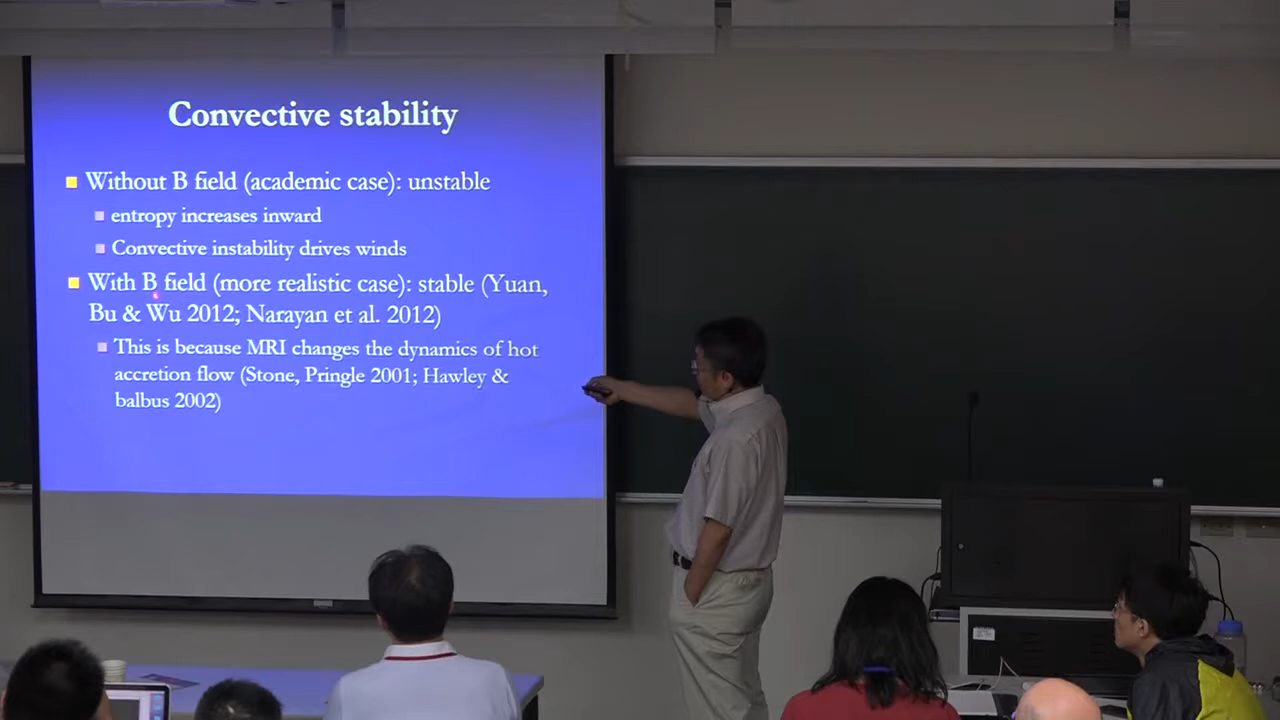 Convective stability
Without B field (academic case): unstable
entropy increases inward
Convective instability drives winds
With B field (more realistic case): stable (Yuan,
Bu & Wu 2012; Narayan et al. 2012)
This is because MRI changes the dynamics of hot
accretion flow (Stone, Pringle 2001; Hawley &
balbus 2002)